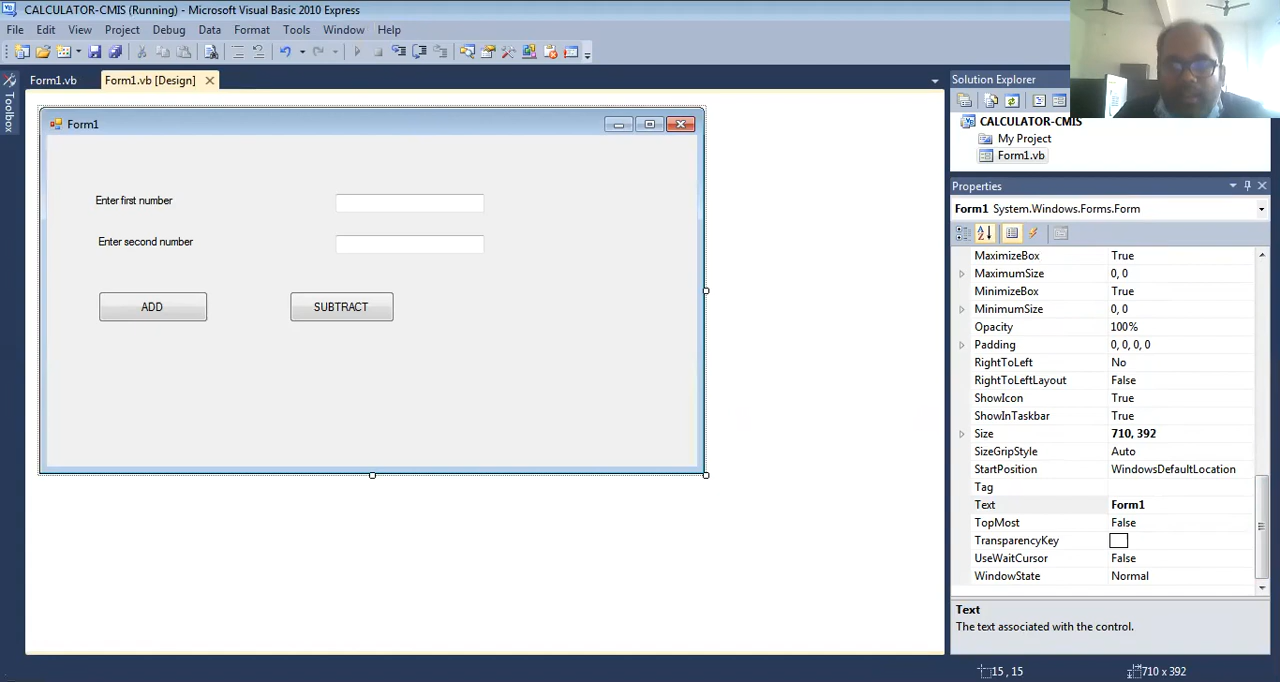 CALCULATOR-CMIS (Running) - Microsoft Visual Basic 2010 Express
File Edit View Project Debug Data Format Tools Window Help
Form1.vb Form1.vb [Design]
Toolbox
Form1
Enter first number
Enter second number
ADD SUBTRACT
Solution Explorer
CALCULATOR-CMIS
My Project
Form1.vb
Properties
Form1 System.Windows.Forms.Form
MaximizeBox True
MaximumSize 0, 0
MinimizeBox True
MinimumSize 0, 0
Opacity 100%
Padding 0, 0, 0, 0
RightToLeft No
RightToLeftLayout False
ShowIcon True
ShowInTaskbar True
Size 710, 392
SizeGripStyle Auto
StartPosition WindowsDefaultLocation
Tag
Text Form1
TopMost False
TransparencyKey
UseWaitCursor False
WindowState Normal
Text
The text associated with the control.
15 , 15 710 x 392